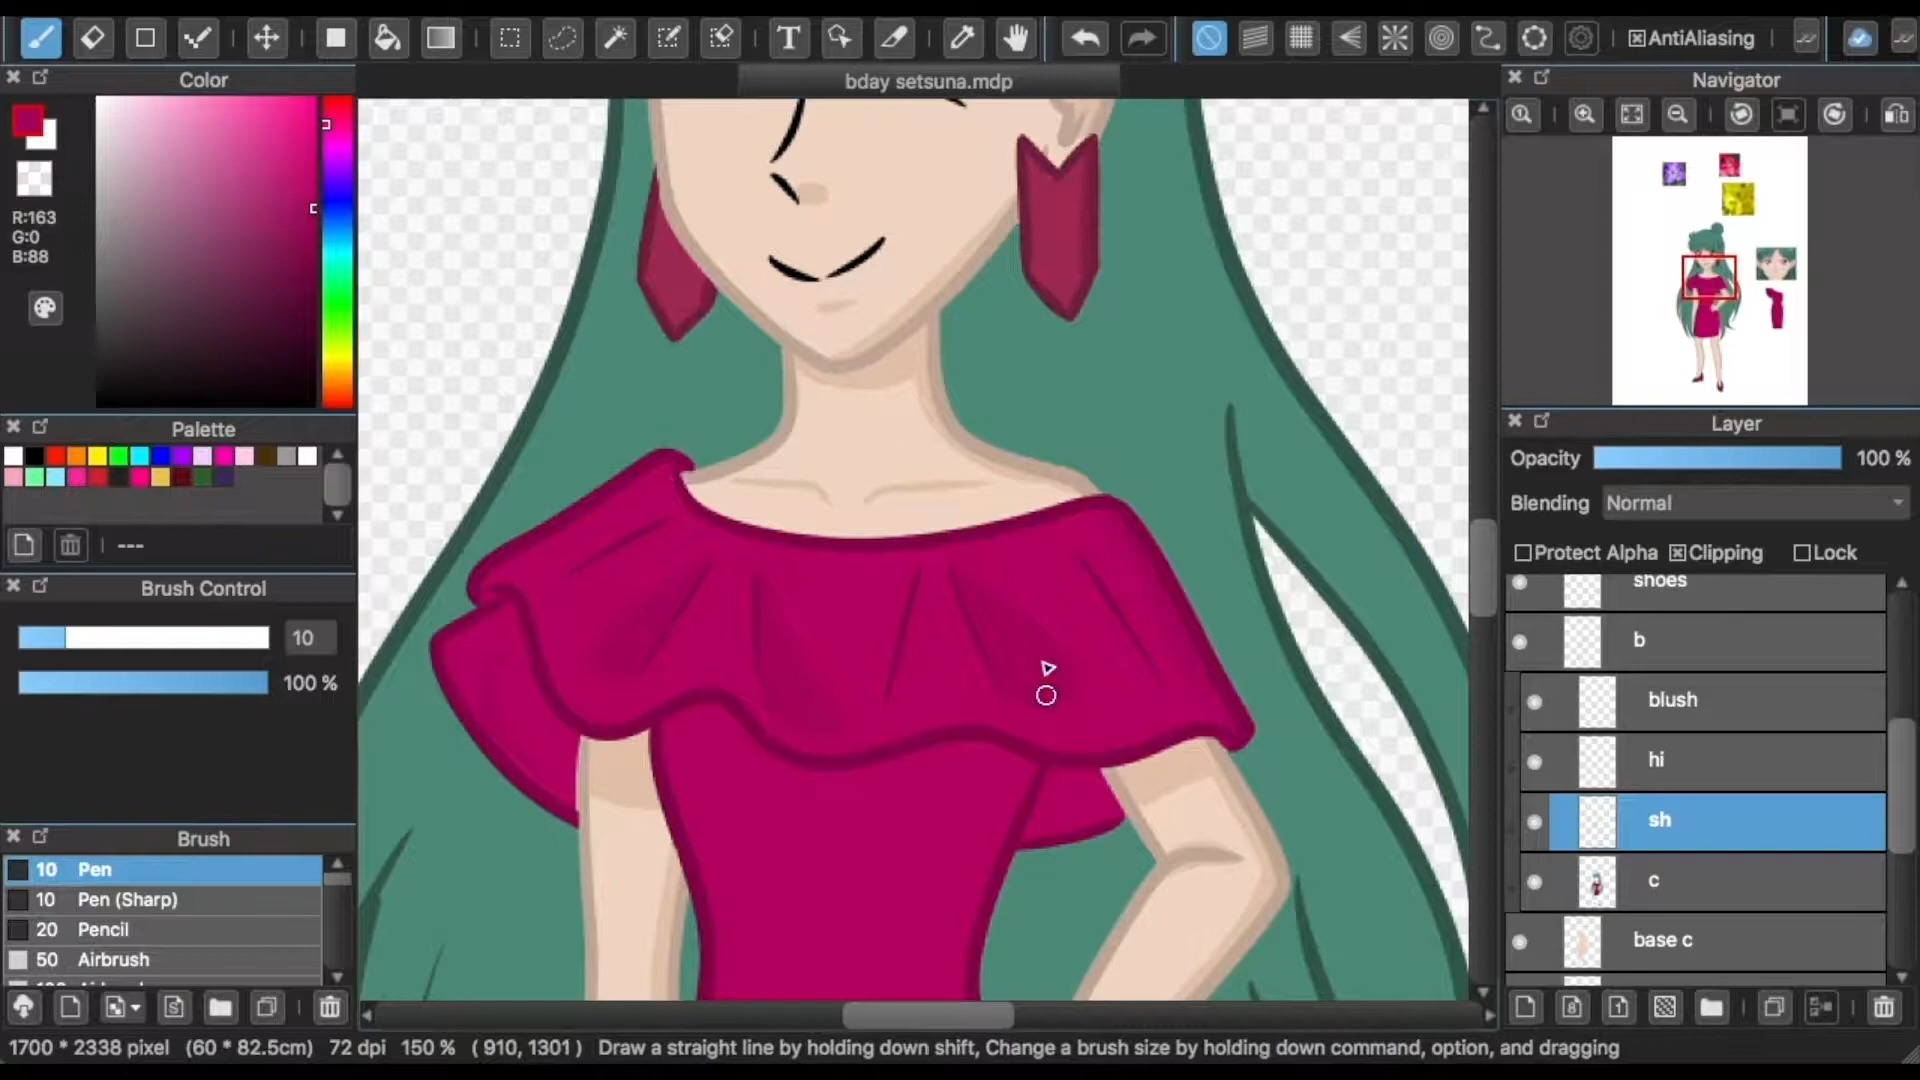 T AntiAliasing
Color
bday setsuna.mdp
Navigator
R:163
G:0
B:88
Palette
Layer
Opacity 100 %
Blending Normal
---
Protect Alpha Clipping Lock
Brush Control
shoes
10
b
100 %
blush
hi
sh
Brush
10 Pen
c
10 Pen (Sharp)
20 Pencil
base c
50 Airbrush
1700 * 2338 pixel (60 * 82.5cm) 72 dpi 150 % ( 910, 1301 ) Draw a straight line by holding down shift, Change a brush size by holding down command, option, and dragging